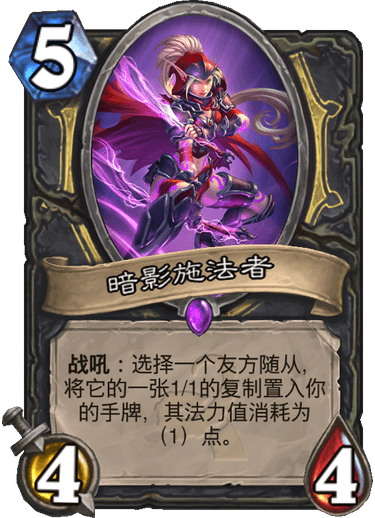 5
暗影施法者
战吼：选择一个友方随从，
将它的一张1/1的复制置入你
的手牌，其法力值消耗为
（1）点。
4
4